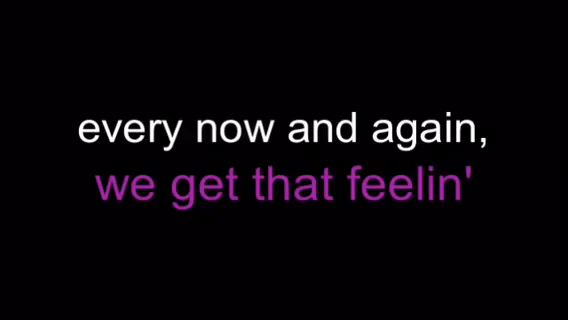 every now and again,
we get that feelin'